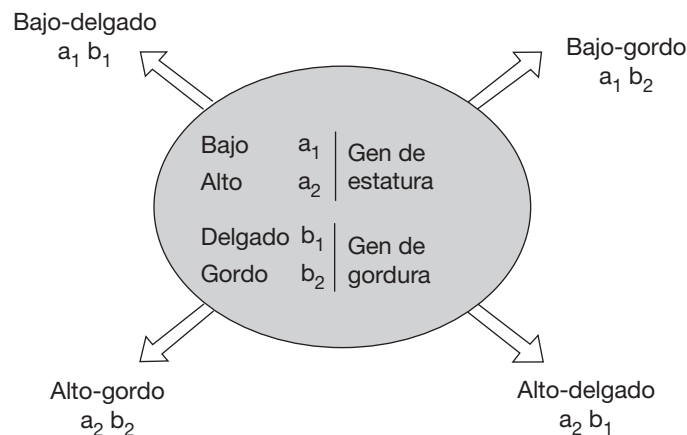 Bajo-delgado
a₁ b₁
Bajo-gordo
a₁ b₂
Bajo a₁ Gen de
Alto a₂ estatura
Delgado b₁ Gen de
Gordo b₂ gordura
Alto-gordo
a₂ b₂
Alto-delgado
a₂ b₁